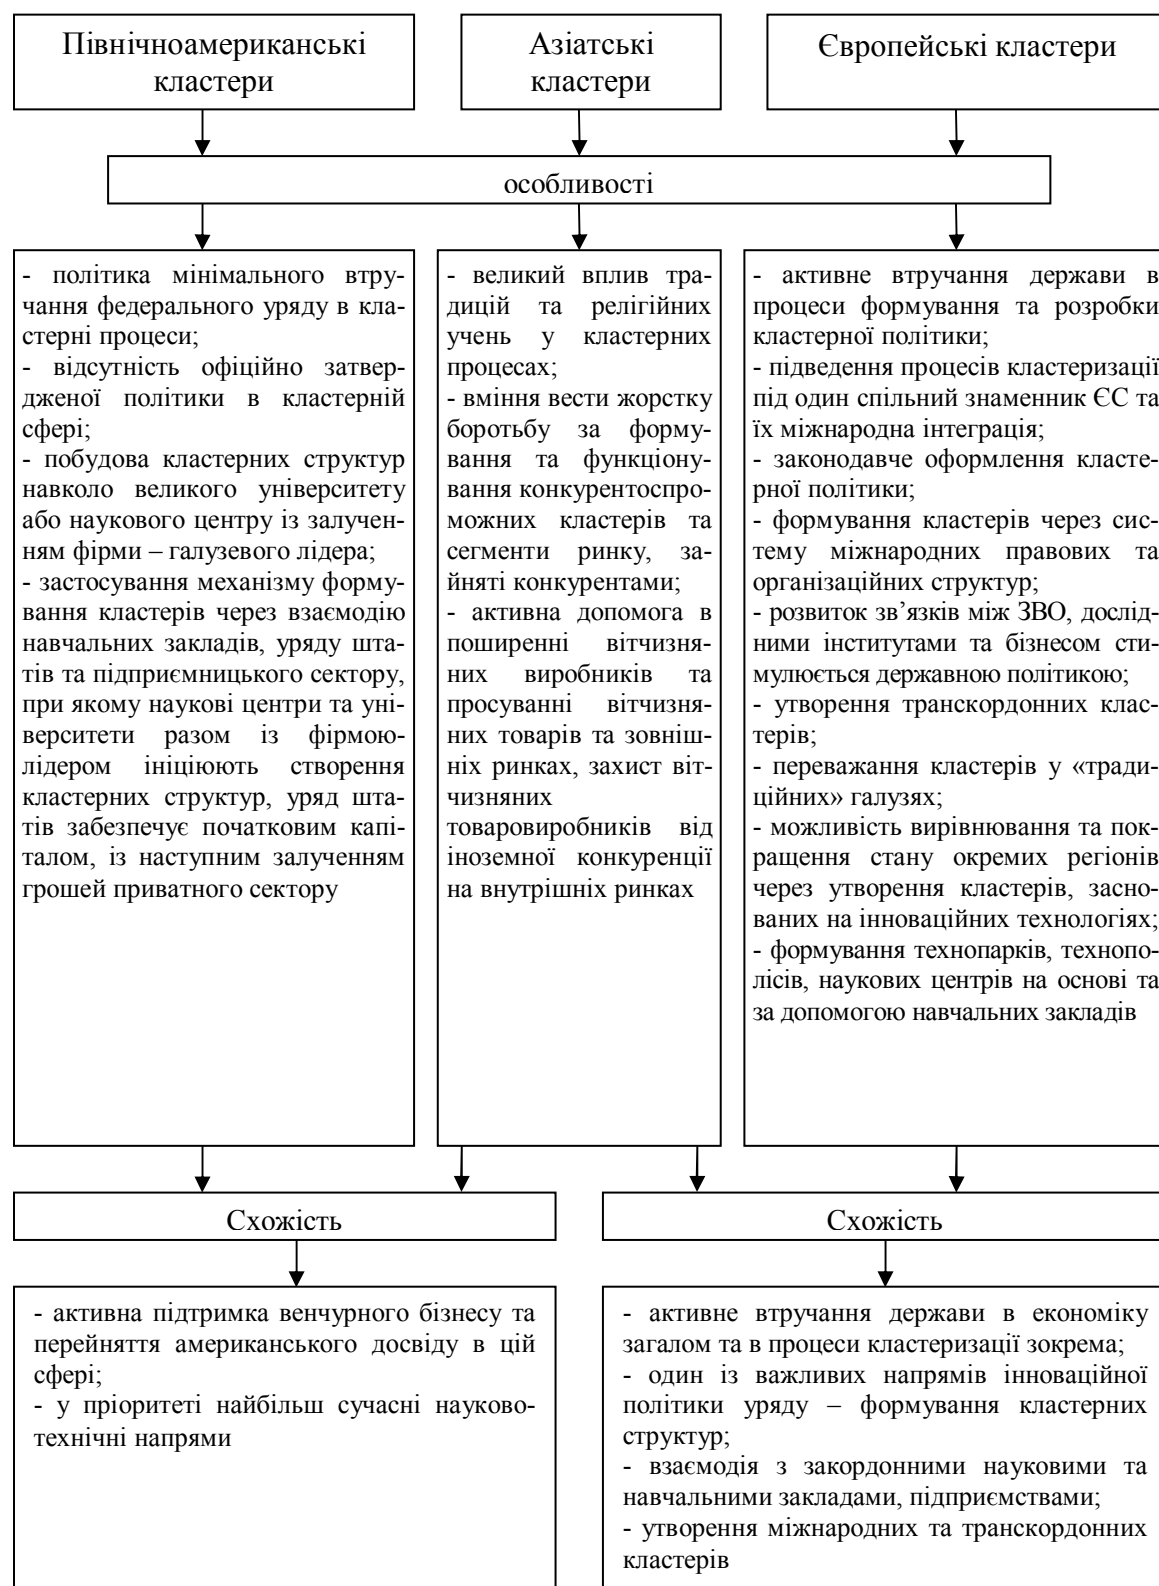 Північноамериканські
кластери
Азіатські
кластери
Європейські кластери
особливості
- політика мінімального втру-
чання федерального уряду в кла-
стерні процеси;
- відсутність офіційно затвер-
дженої політики в кластерній
сфері;
- побудова кластерних структур
навколо великого університету
або наукового центру із залучен-
ням фірми – галузевого лідера;
- застосування механізму форму-
вання кластерів через взаємодію
навчальних закладів, уряду шта-
тів та підприємницького сектору,
при якому наукові центри та уні-
верситети разом із фірмою-
лідером ініціюють створення
кластерних структур, уряд шта-
тів забезпечує початковим капі-
талом, із наступним залученням
грошей приватного сектору
- великий вплив тра-
дицій та релігійних
учень у кластерних
процесах;
- вміння вести жорстку
боротьбу за форму-
вання та функціону-
вання конкурентоспро-
можних кластерів та
сегменти ринку, за-
йняті конкурентами;
- активна допомога в
поширенні вітчизня-
них виробників та
просуванні вітчизня-
них товарів та зовніш-
ніх ринках, захист віт-
чизняних
товаровиробників від
іноземної конкуренції
на внутрішніх ринках
- активне втручання держави в
процеси формування та розробки
кластерної політики;
- підведення процесів кластеризації
під один спільний знаменник ЄС та
їх міжнародна інтеграція;
- законодавче оформлення класте-
рної політики;
- формування кластерів через сис-
тему міжнародних правових та
організаційних структур;
- розвиток зв’язків між ЗВО, дослід-
ними інститутами та бізнесом сти-
мулюється державною політикою;
- утворення транскордонних клас-
терів;
- переважання кластерів у «тради-
ційних» галузях;
- можливість вирівнювання та пок-
ращення стану окремих регіонів
через утворення кластерів, засно-
ваних на інноваційних технологіях;
- формування технопарків, технопо-
лісів, наукових центрів на основі та
за допомогою навчальних закладів
Схожість
Схожість
- активна підтримка венчурного бізнесу та
перейняття американського досвіду в цій
сфері;
- у пріоритеті найбільш сучасні науково-
технічні напрями
- активне втручання держави в економіку
загалом та в процеси кластеризації зокрема;
- один із важливих напрямів інноваційної
політики уряду – формування кластерних
структур;
- взаємодія з закордонними науковими та
навчальними закладами, підприємствами;
- утворення міжнародних та транскордонних
кластерів